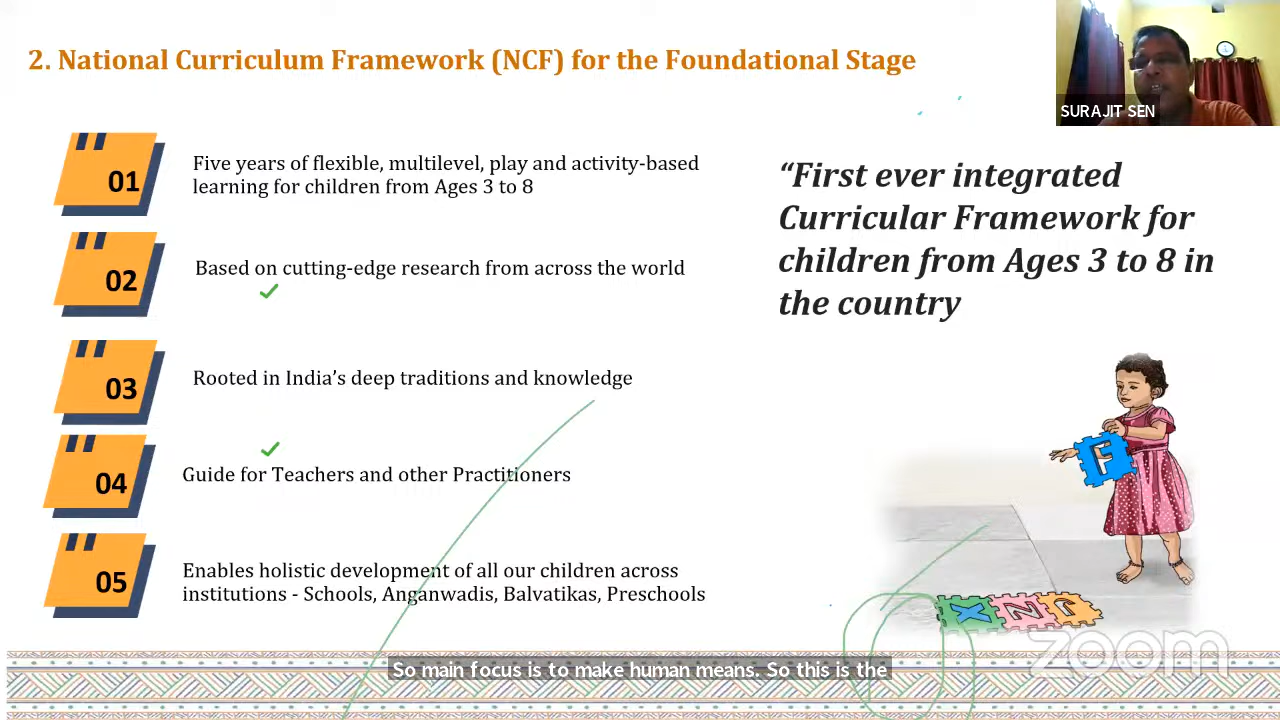 2. National Curriculum Framework (NCF) for the Foundational Stage
SURAJIT SEN
01
Five years of flexible, multilevel, play and activity-based
learning for children from Ages 3 to 8
02
Based on cutting-edge research from across the world
03
Rooted in India’s deep traditions and knowledge
04
Guide for Teachers and other Practitioners
05
Enables holistic development of all our children across
institutions - Schools, Anganwadis, Balvatikas, Preschools
“First ever integrated
Curricular Framework for
children from Ages 3 to 8 in
the country
F
X N J
zoom
So main focus is to make human means. So this is the